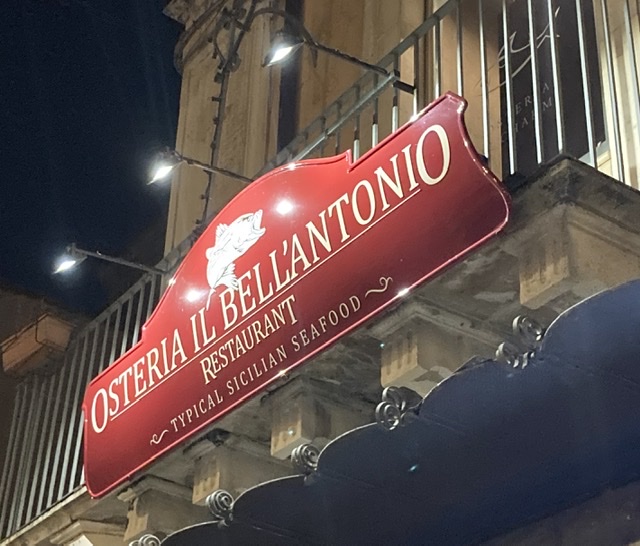 OSTERIA IL BELL'ANTONIO
RESTAURANT
TYPICAL SICILIAN SEAFOOD